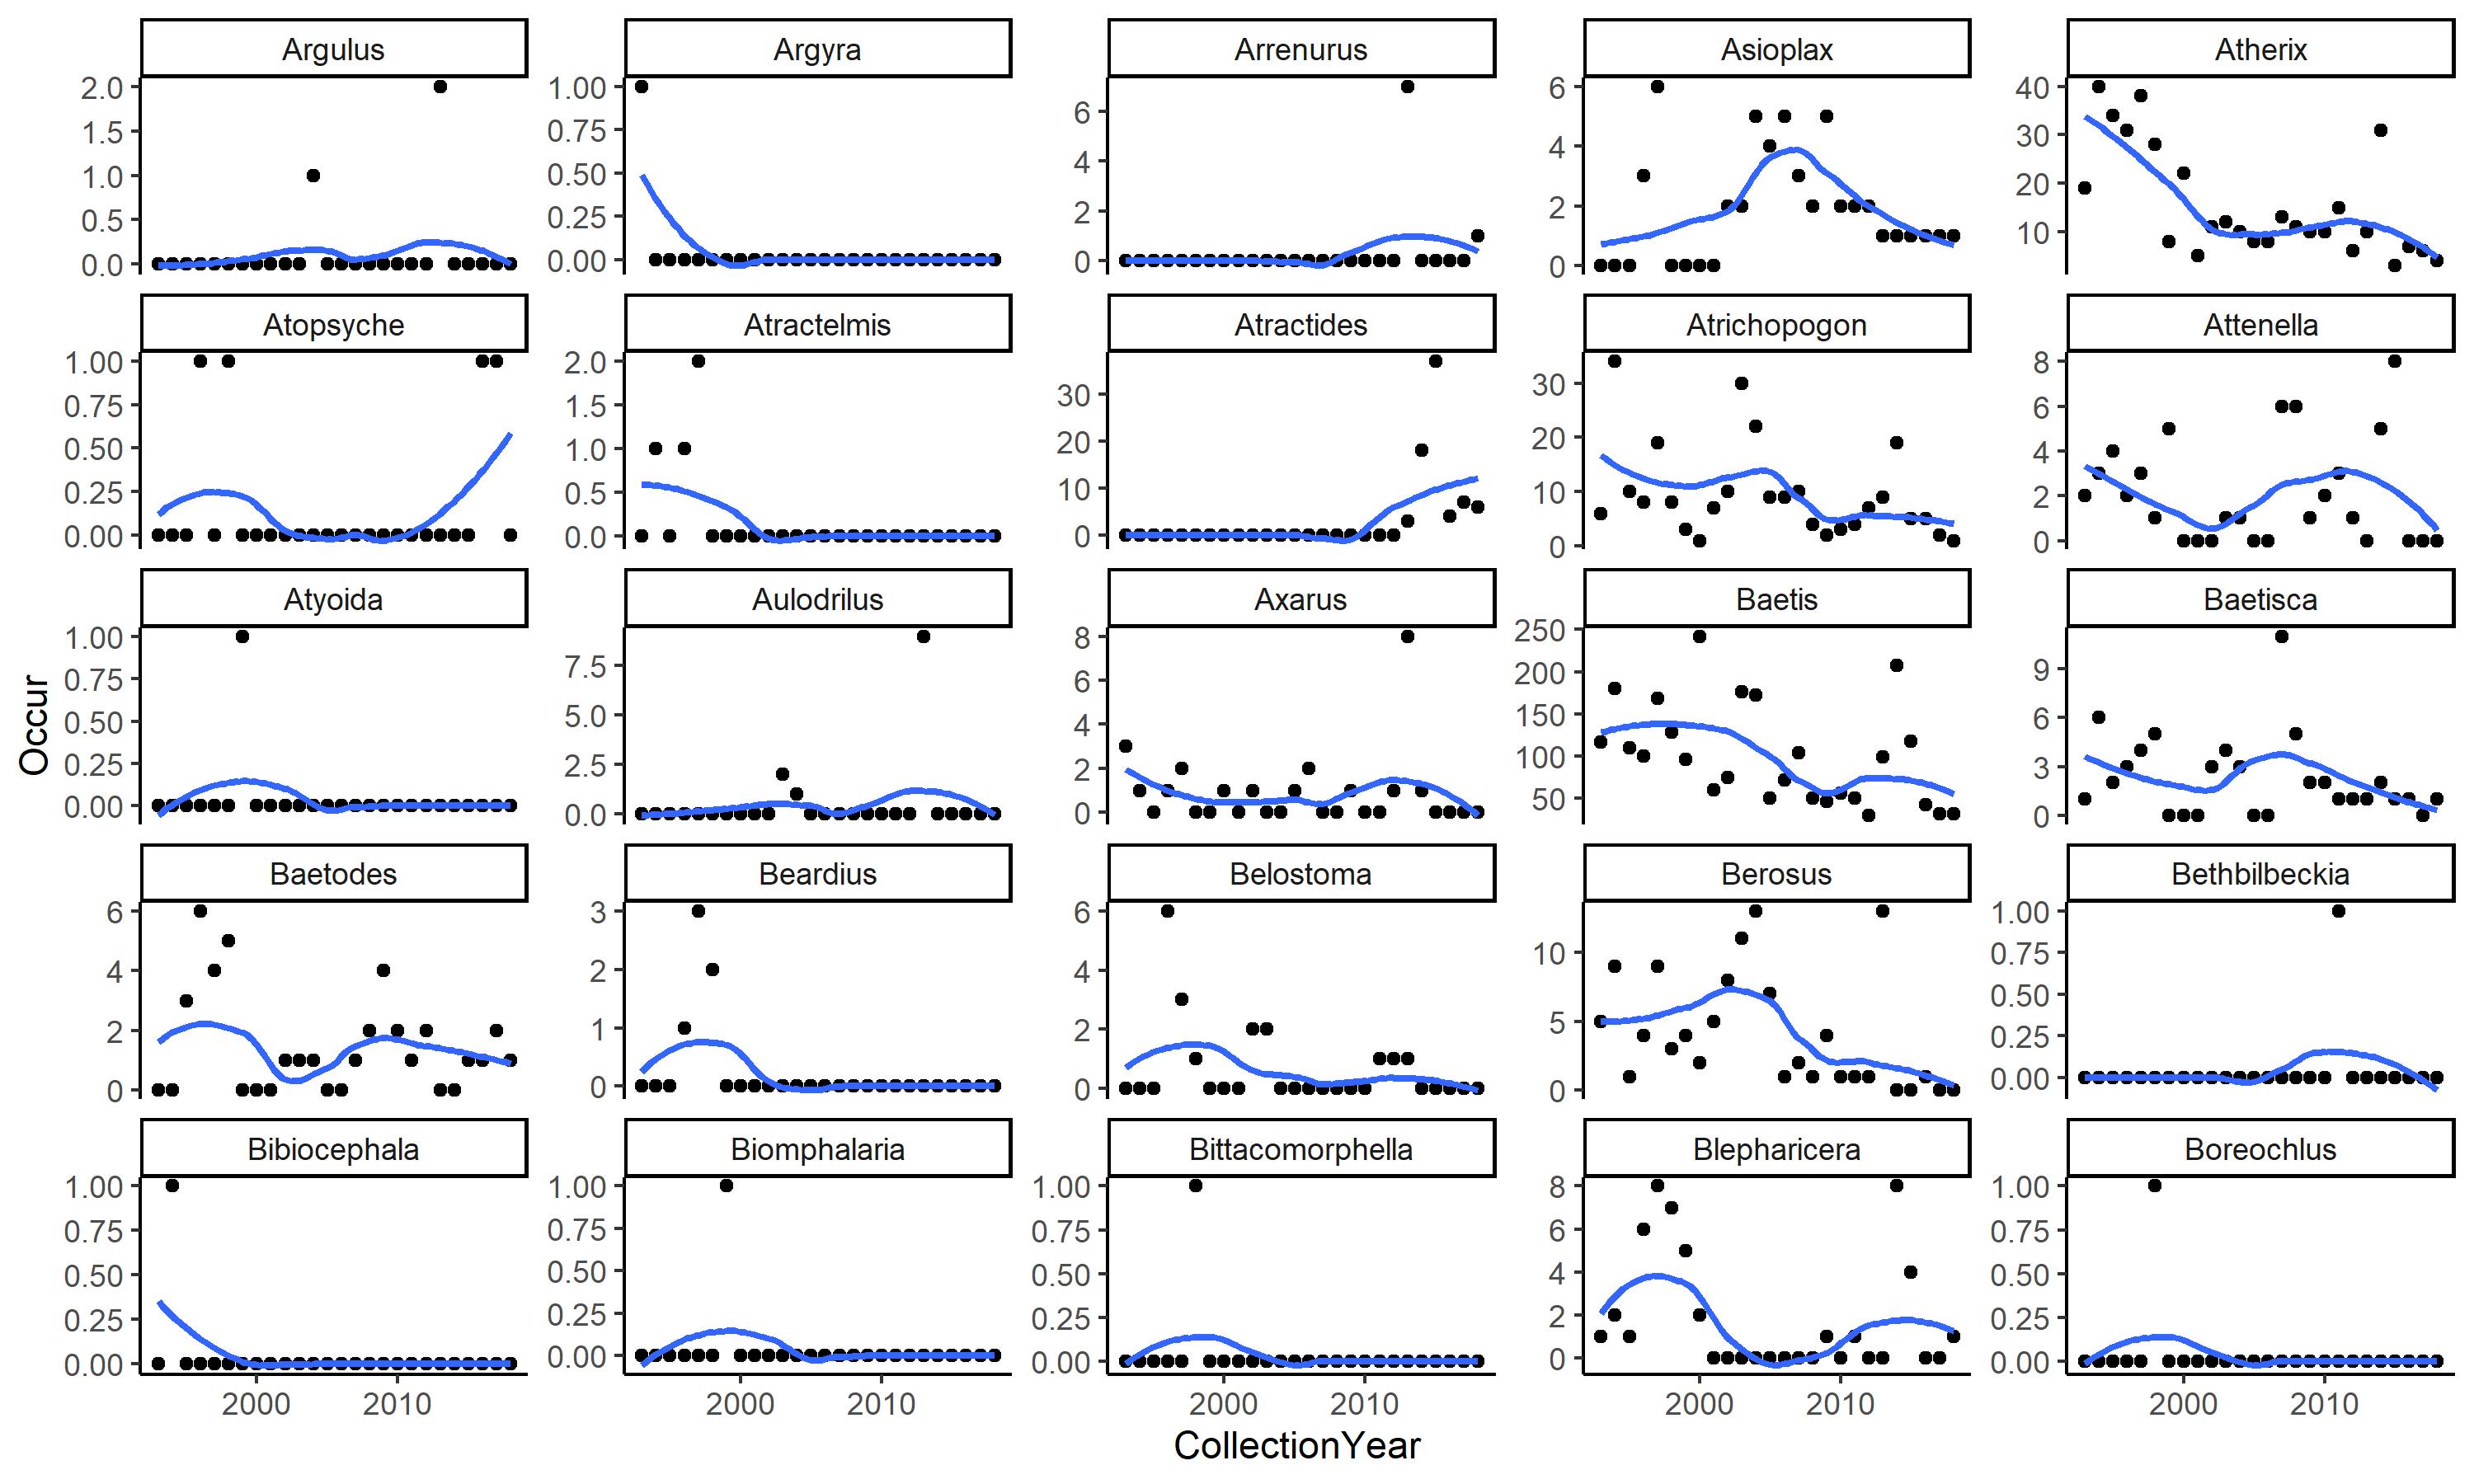 Argulus Argyra Arrenurus Asioplax Atherix
2.0 1.5 1.0 0.5 0.0
1.00 0.75 0.50 0.25 0.00
6 4 2 0
6 4 2 0
40 30 20 10
Atopsyche Atractelmis Atractides Atrichopogon Attenella
1.00 0.75 0.50 0.25 0.00
2.0 1.5 1.0 0.5 0.0
30 20 10 0
30 20 10 0
8 6 4 2 0
Atyoida Aulodrilus Axarus Baetis Baetisca
1.00 0.75 0.50 0.25 0.00
7.5 5.0 2.5 0.0
8 6 4 2 0
250 200 150 100 50
9 6 3 0
Occur
Baetodes Beardius Belostoma Berosus Bethbilbeckia
6 4 2 0
3 2 1 0
6 4 2 0
10 5 0
1.00 0.75 0.50 0.25 0.00
Bibiocephala Biomphalaria Bittacomorphella Blepharicera Boreochlus
1.00 0.75 0.50 0.25 0.00
1.00 0.75 0.50 0.25 0.00
1.00 0.75 0.50 0.25 0.00
8 6 4 2 0
1.00 0.75 0.50 0.25 0.00
2000 2010 2000 2010 2000 2010 2000 2010 2000 2010
CollectionYear